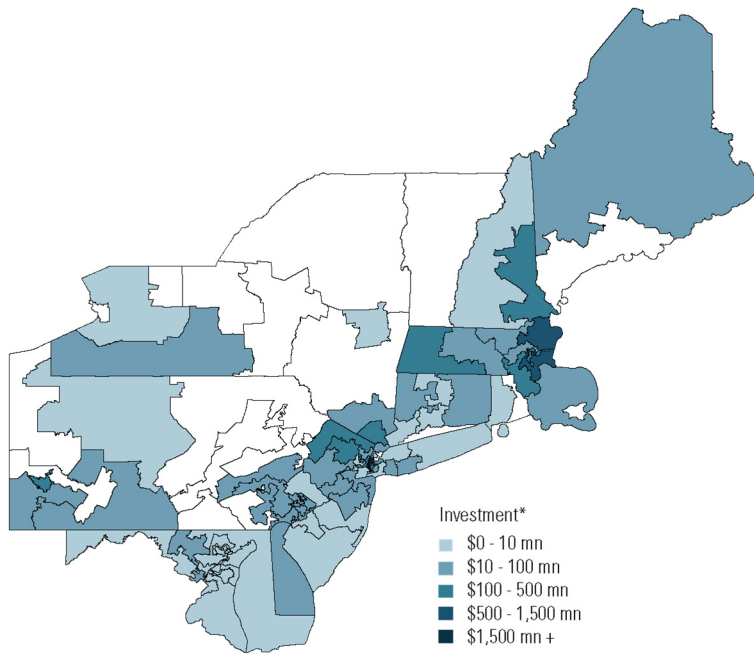 Investment*
$0 - 10 mn
$10 - 100 mn
$100 - 500 mn
$500 - 1,500 mn
$1,500 mn +